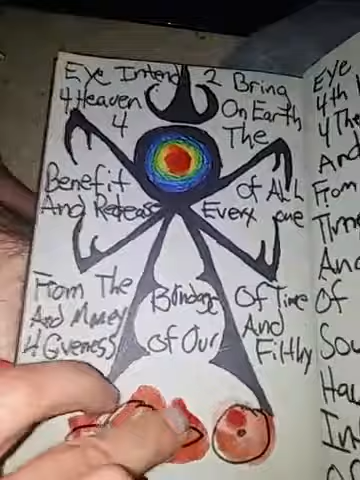 Eye Intend 2 Bring
4 Heaven On Earth
4 The
Benefit of ALL
And Release Every one
From The Bondage Of Time
And Money Of Our And
4 Giveness Filthy
Eye
4th
4 The
And
From
Time
And
Of
Sou
Hav
In
Of